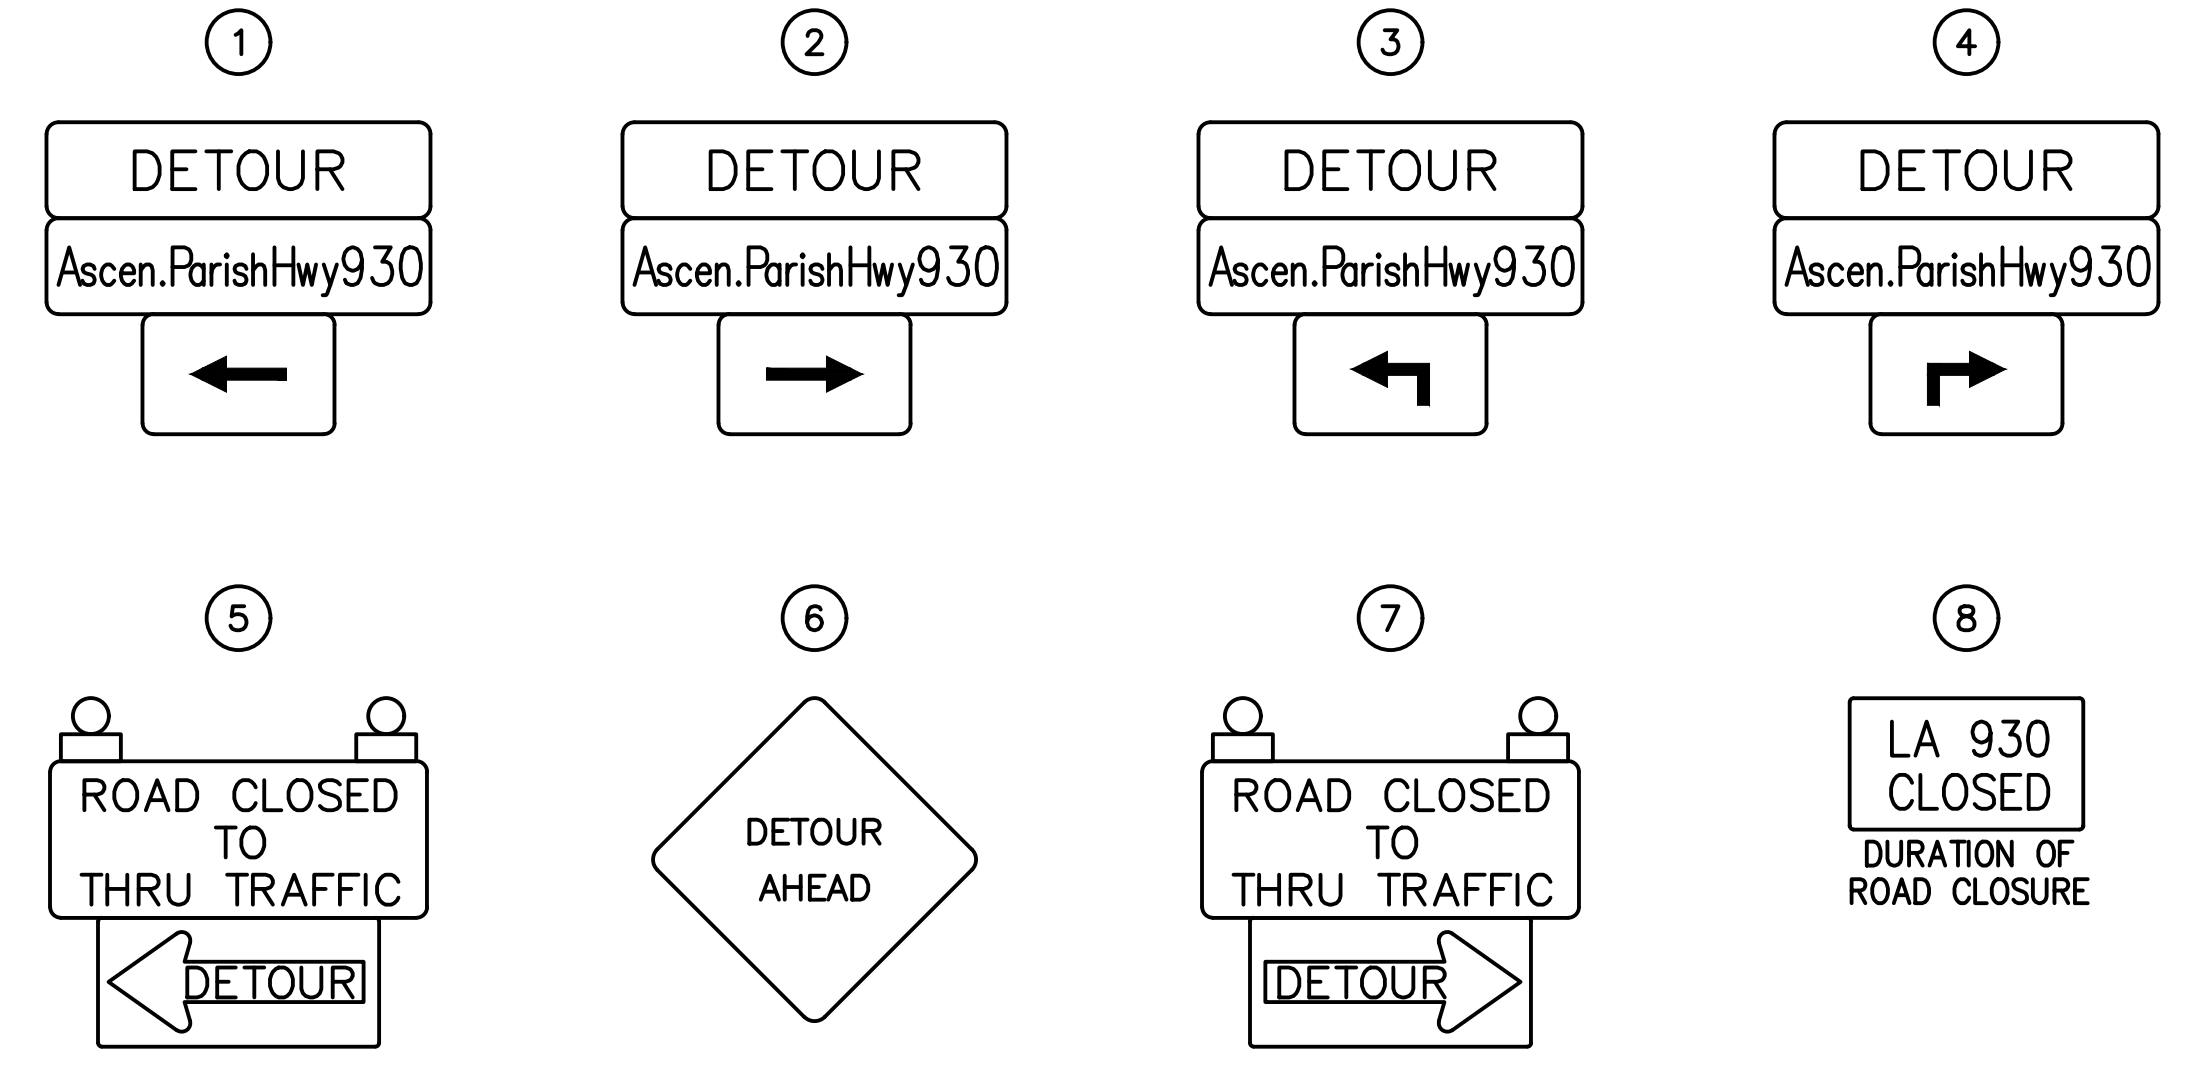 1
2
3
4
DETOUR
Ascen.ParishHwy930
DETOUR
Ascen.ParishHwy930
DETOUR
Ascen.ParishHwy930
DETOUR
Ascen.ParishHwy930
5
6
7
8
ROAD CLOSED
TO
THRU TRAFFIC
DETOUR
DETOUR
AHEAD
ROAD CLOSED
TO
THRU TRAFFIC
DETOUR
LA 930
CLOSED
DURATION OF
ROAD CLOSURE